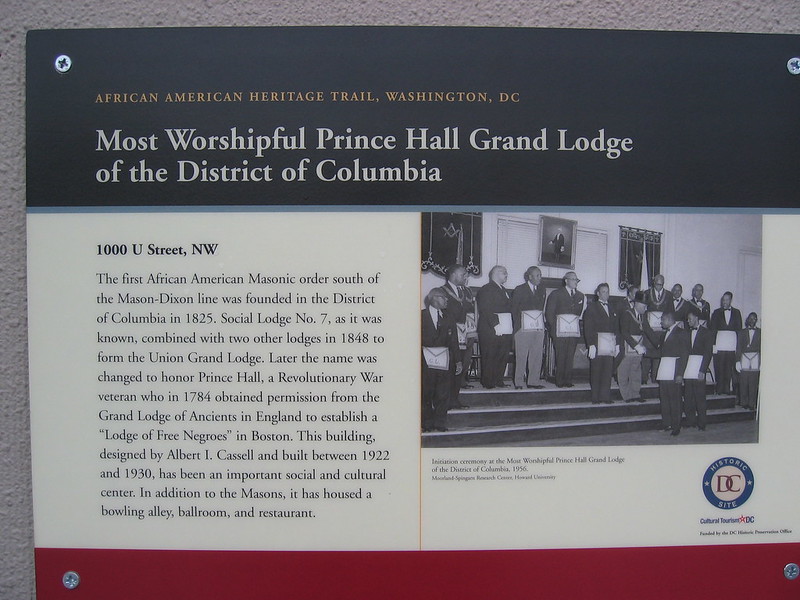 AFRICAN AMERICAN HERITAGE TRAIL, WASHINGTON, DC
Most Worshipful Prince Hall Grand Lodge
of the District of Columbia
1000 U Street, NW
The first African American Masonic order south of
the Mason-Dixon line was founded in the District
of Columbia in 1825. Social Lodge No. 7, as it was
known, combined with two other lodges in 1848 to
form the Union Grand Lodge. Later the name was
changed to honor Prince Hall, a Revolutionary War
veteran who in 1784 obtained permission from the
Grand Lodge of Ancients in England to establish a
“Lodge of Free Negroes” in Boston. This building,
designed by Albert I. Cassell and built between 1922
and 1930, has been an important social and cultural
center. In addition to the Masons, it has housed a
bowling alley, ballroom, and restaurant.
Initiation ceremony at the Most Worshipful Prince Hall Grand Lodge
of the District of Columbia, 1956.
Moorland-Spingarn Research Center, Howard University
HISTORIC
DC
SITE
Cultural Tourism DC
Funded by the DC Historic Preservation Office